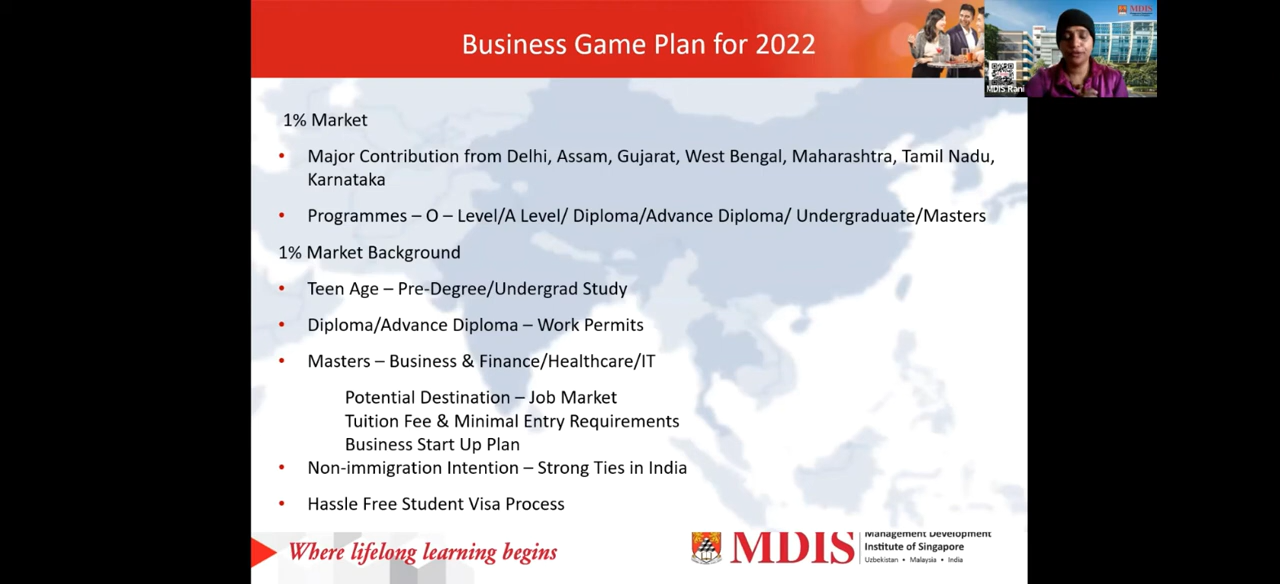 Business Game Plan for 2022
MDIS
MDIS Rani
1% Market
• Major Contribution from Delhi, Assam, Gujarat, West Bengal, Maharashtra, Tamil Nadu,
Karnataka
• Programmes – O – Level/A Level/ Diploma/Advance Diploma/ Undergraduate/Masters
1% Market Background
• Teen Age – Pre-Degree/Undergrad Study
• Diploma/Advance Diploma – Work Permits
• Masters – Business & Finance/Healthcare/IT
Potential Destination – Job Market
Tuition Fee & Minimal Entry Requirements
Business Start Up Plan
• Non-immigration Intention – Strong Ties in India
• Hassle Free Student Visa Process
Where lifelong learning begins
MDIS
Management Development
Institute of Singapore
Uzbekistan • Malaysia • India